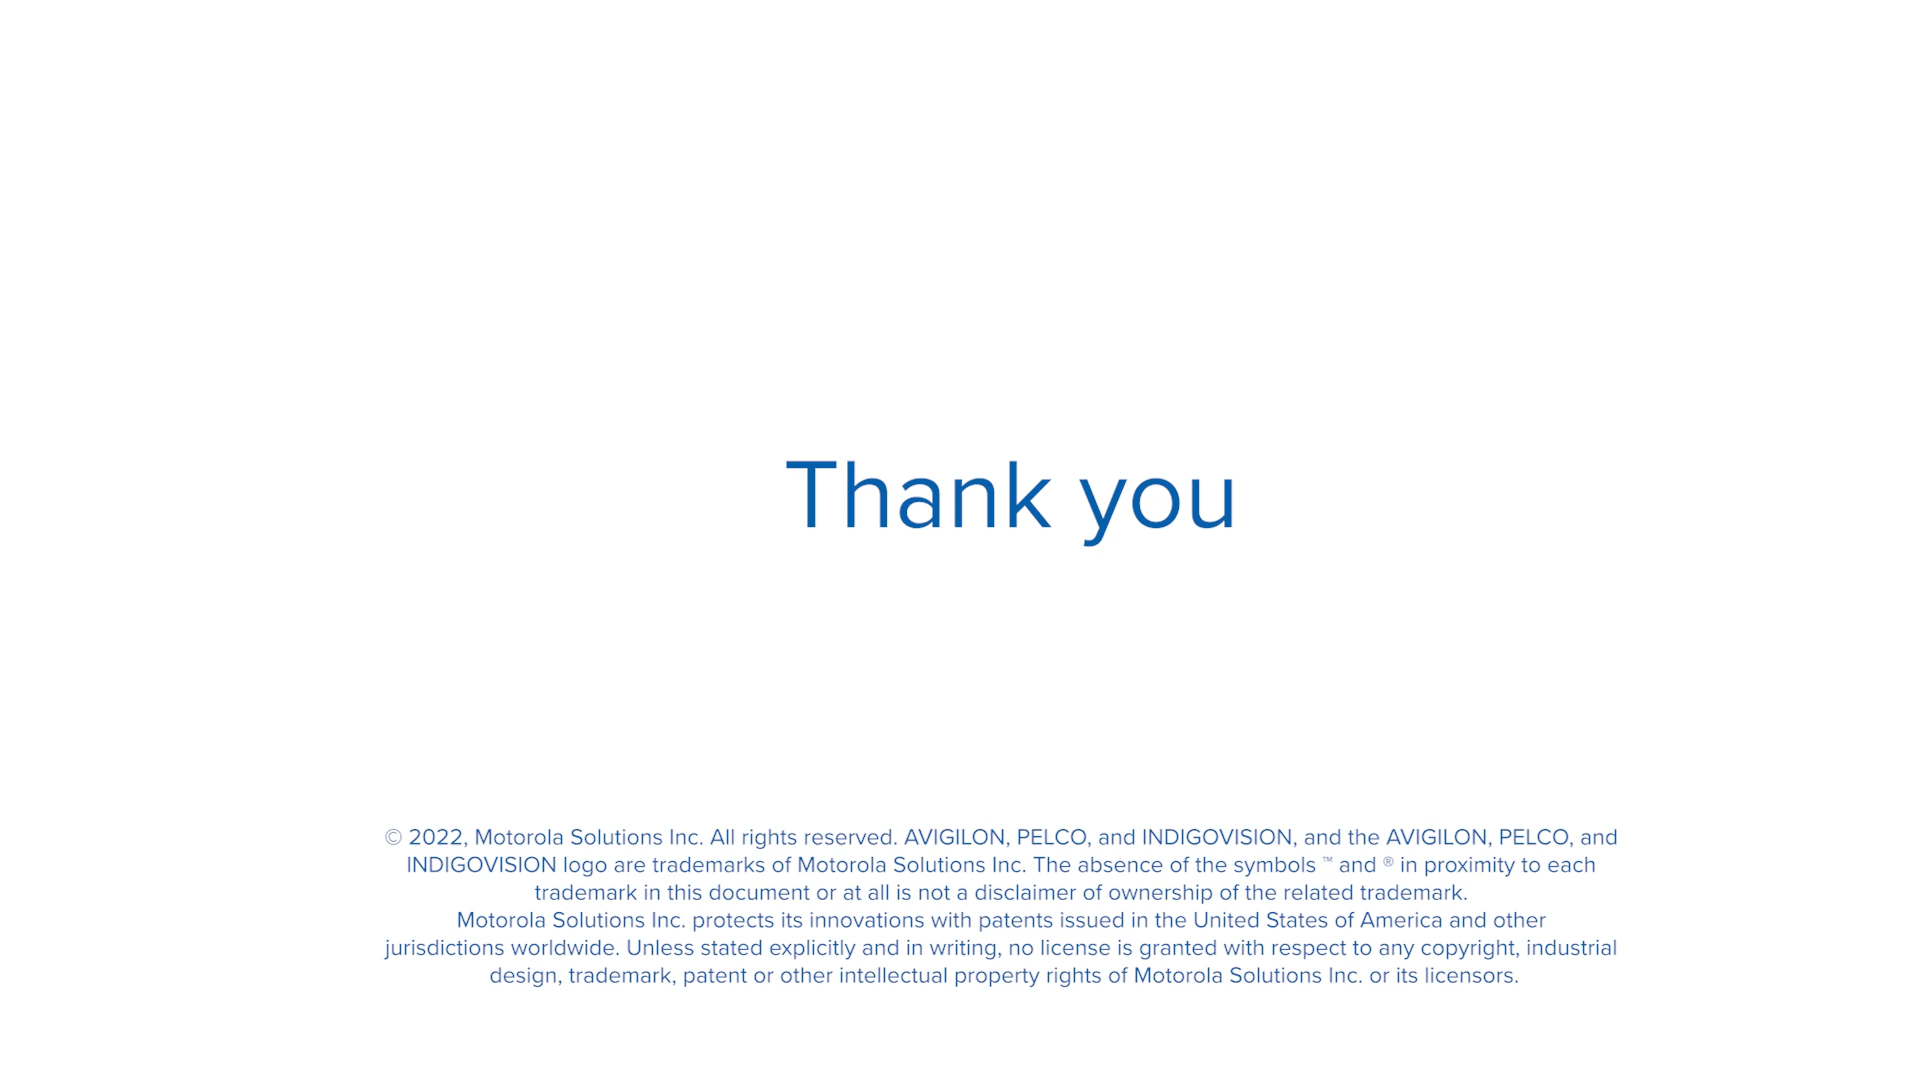 Thank you
© 2022, Motorola Solutions Inc. All rights reserved. AVIGILON, PELCO, and INDIGOVISION, and the AVIGILON, PELCO, and
INDIGOVISION logo are trademarks of Motorola Solutions Inc. The absence of the symbols ™ and ® in proximity to each
trademark in this document or at all is not a disclaimer of ownership of the related trademark.
Motorola Solutions Inc. protects its innovations with patents issued in the United States of America and other
jurisdictions worldwide. Unless stated explicitly and in writing, no license is granted with respect to any copyright, industrial
design, trademark, patent or other intellectual property rights of Motorola Solutions Inc. or its licensors.